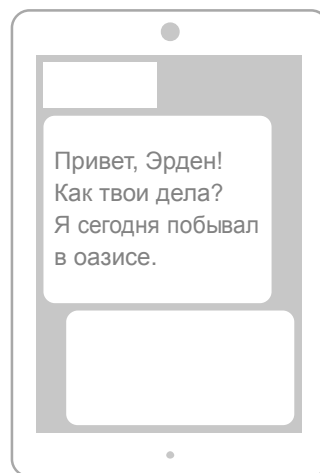 Привет, Эрден!
Как твои дела?
Я сегодня побывал
в оазисе.